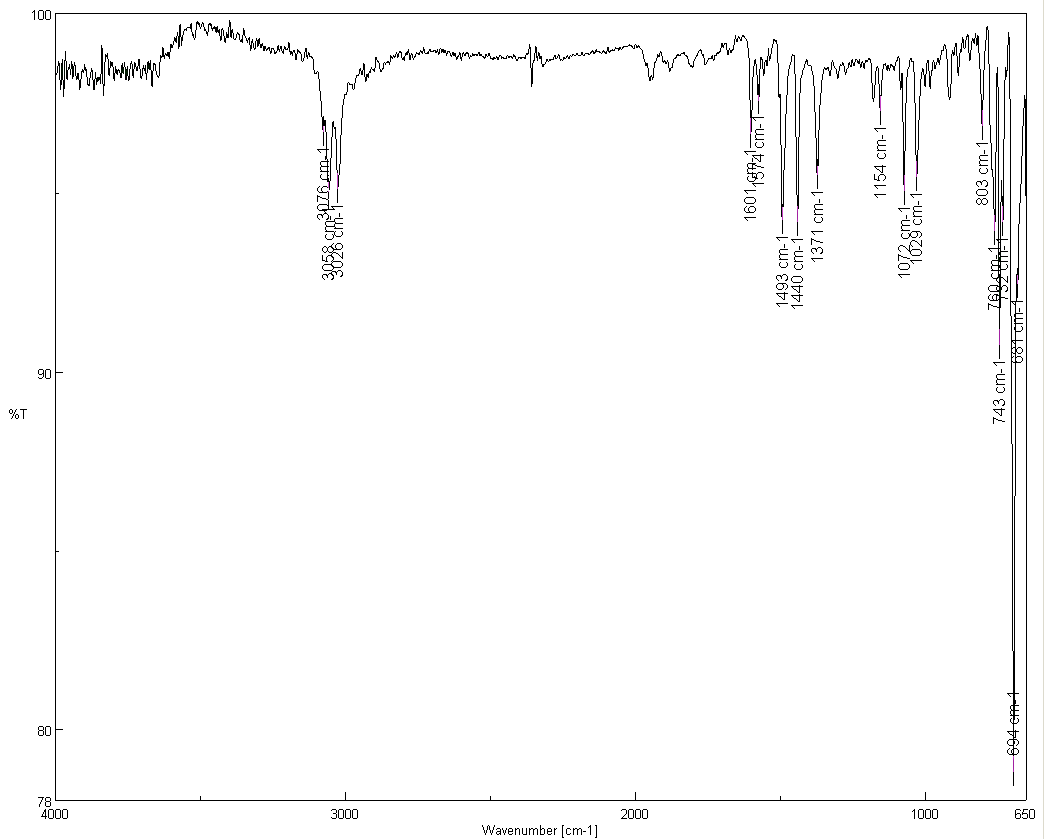 100
90
80
78
%T
4000
3000
2000
1000
650
Wavenumber [cm-1]
3076 cm-1
3058 cm-1
3026 cm-1
1601 cm-1
1574 cm-1
1493 cm-1
1440 cm-1
1371 cm-1
1154 cm-1
1072 cm-1
1029 cm-1
803 cm-1
760 cm-1
743 cm-1
732 cm-1
694 cm-1
681 cm-1